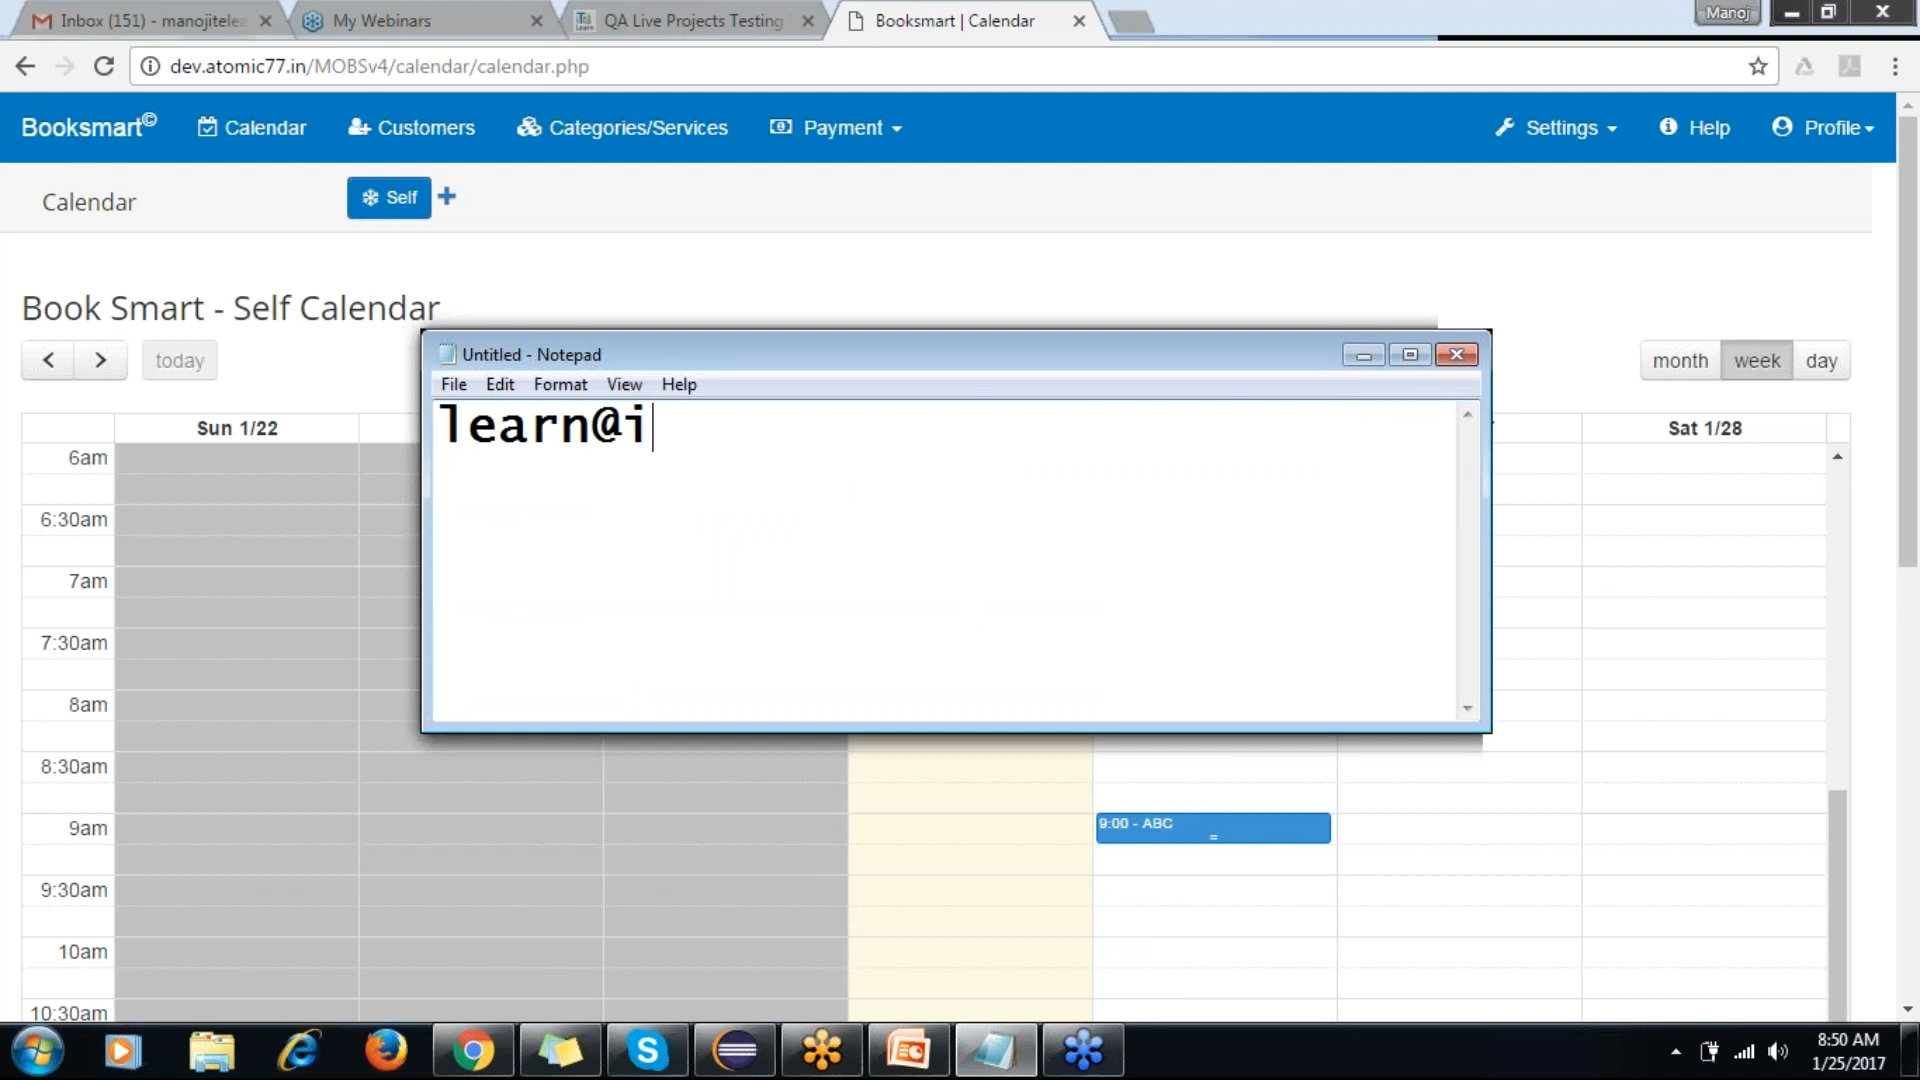 Inbox (151) - manojitelea
My Webinars
QA Live Projects Testing
Booksmart | Calendar
Manoj
dev.atomic77.in/MOBSv4/calendar/calendar.php
Booksmart©
Calendar
Customers
Categories/Services
Payment
Settings
Help
Profile
Calendar
Self
Book Smart - Self Calendar
today
month
week
day
Untitled - Notepad
File Edit Format View Help
learn@i
Sun 1/22
Sat 1/28
6am
6:30am
7am
7:30am
8am
8:30am
9am
9:00 - ABC
9:30am
10am
10:30am
8:50 AM
1/25/2017